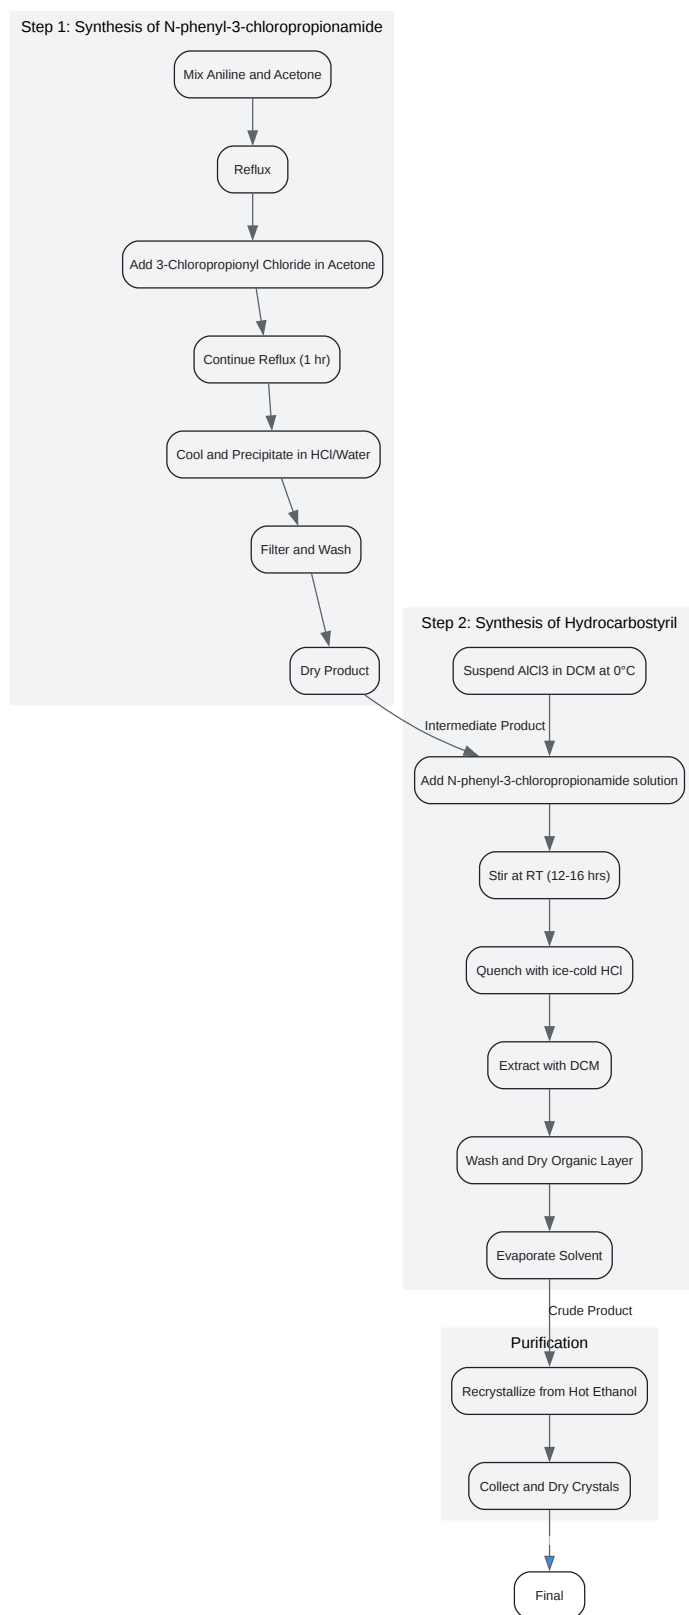 Step 1: Synthesis of N-phenyl-3-chloropropionamide
Mix Aniline and Acetone
Reflux
Add 3-Chloropropionyl Chloride in Acetone
Continue Reflux (1 hr)
Cool and Precipitate in HCl/Water
Filter and Wash
Dry Product
Step 2: Synthesis of Hydrocarbostyril
Suspend AlCl3 in DCM at 0°C
Intermediate Product
Add N-phenyl-3-chloropropionamide solution
Stir at RT (12-16 hrs)
Quench with ice-cold HCl
Extract with DCM
Wash and Dry Organic Layer
Evaporate Solvent
Crude Product
Purification
Recrystallize from Hot Ethanol
Collect and Dry Crystals
Final